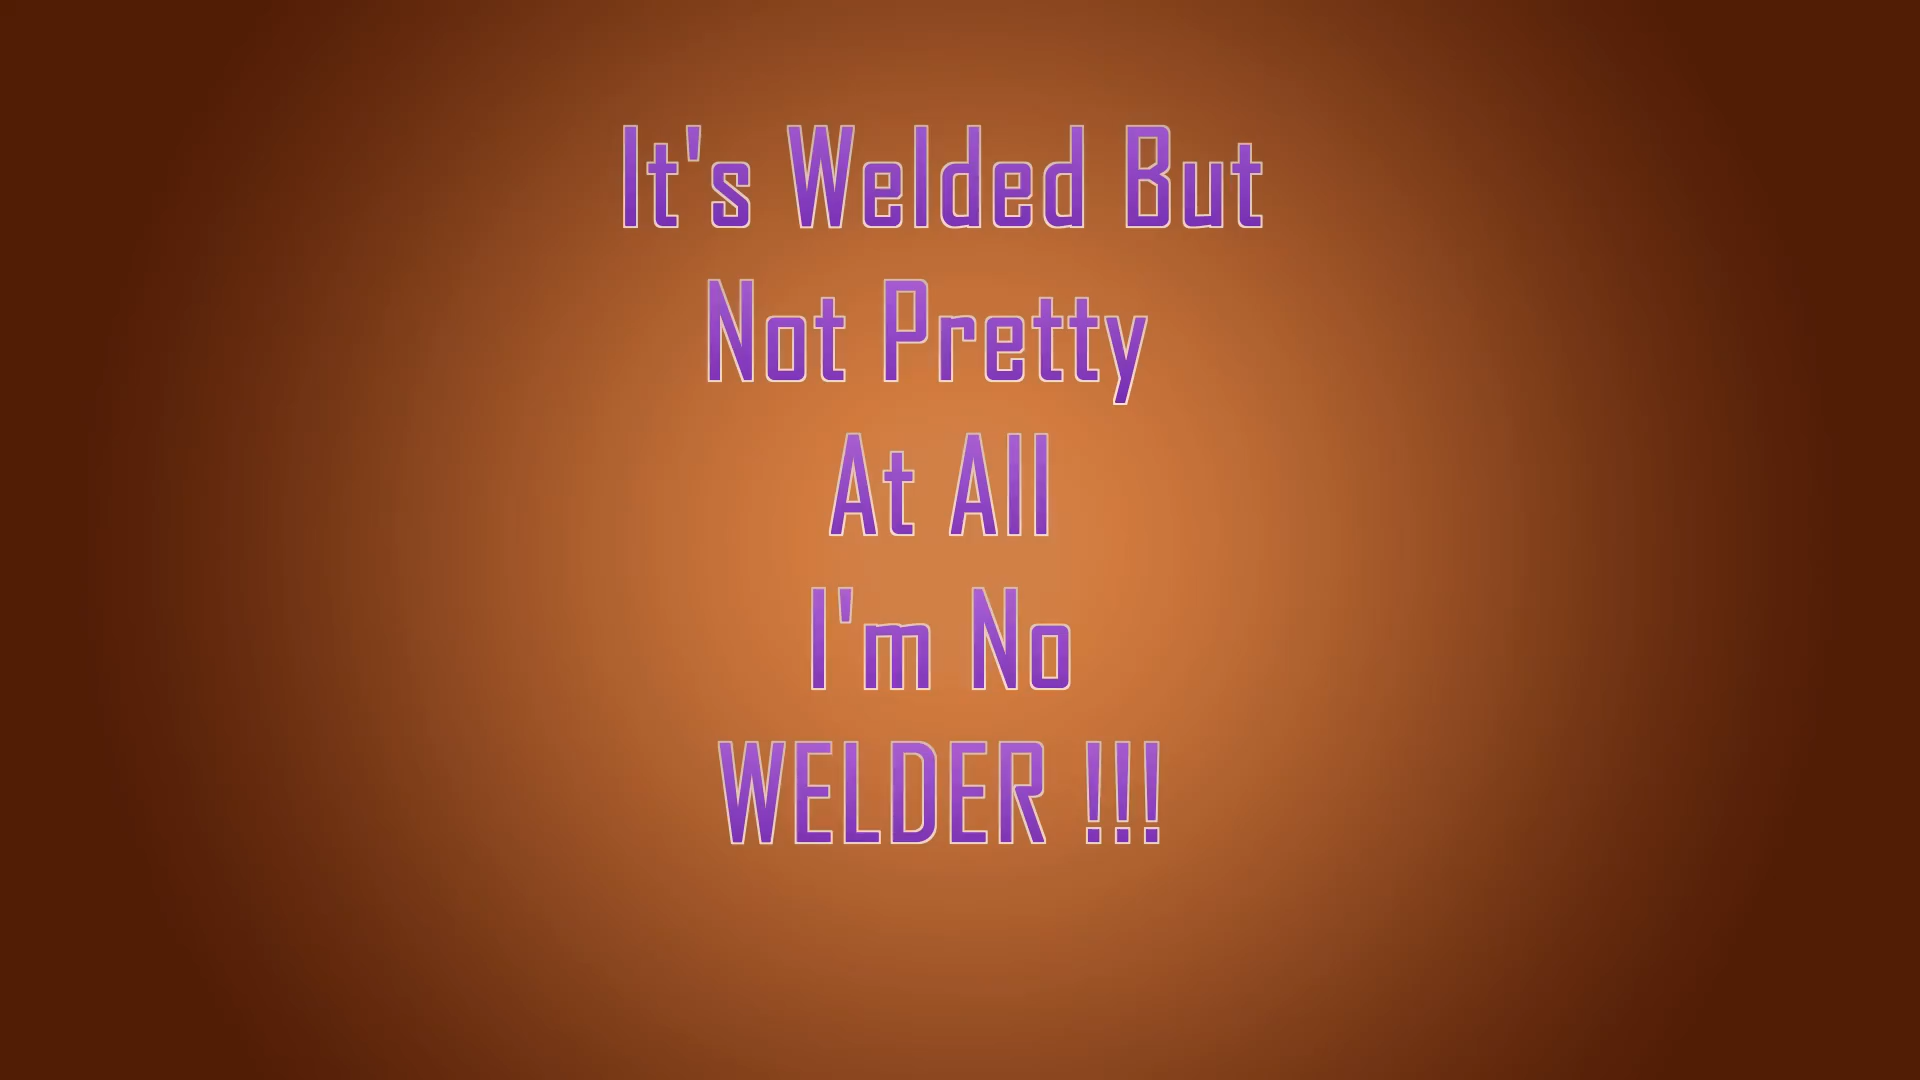 It's Welded But
Not Pretty
At All
I'm No
WELDER !!!